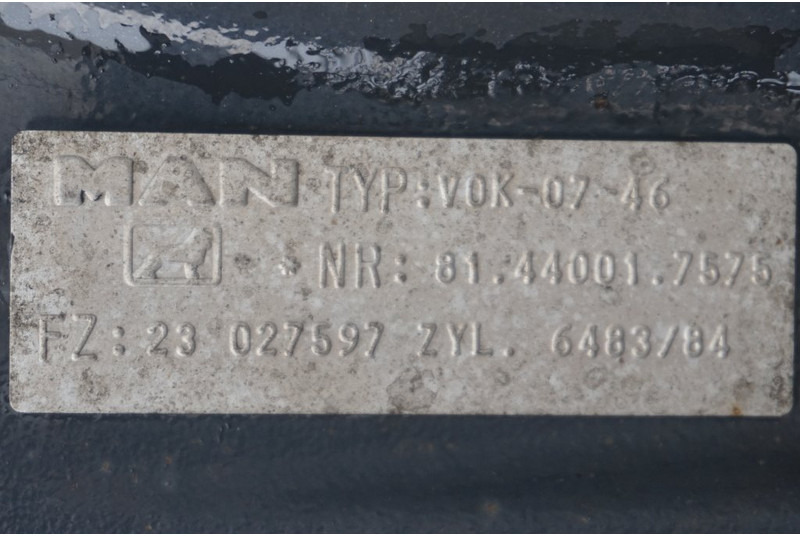 MAN TYP:VOK-07-46
NR: 81.44001.7575
FZ: 23 027597 ZYL. 6483/84